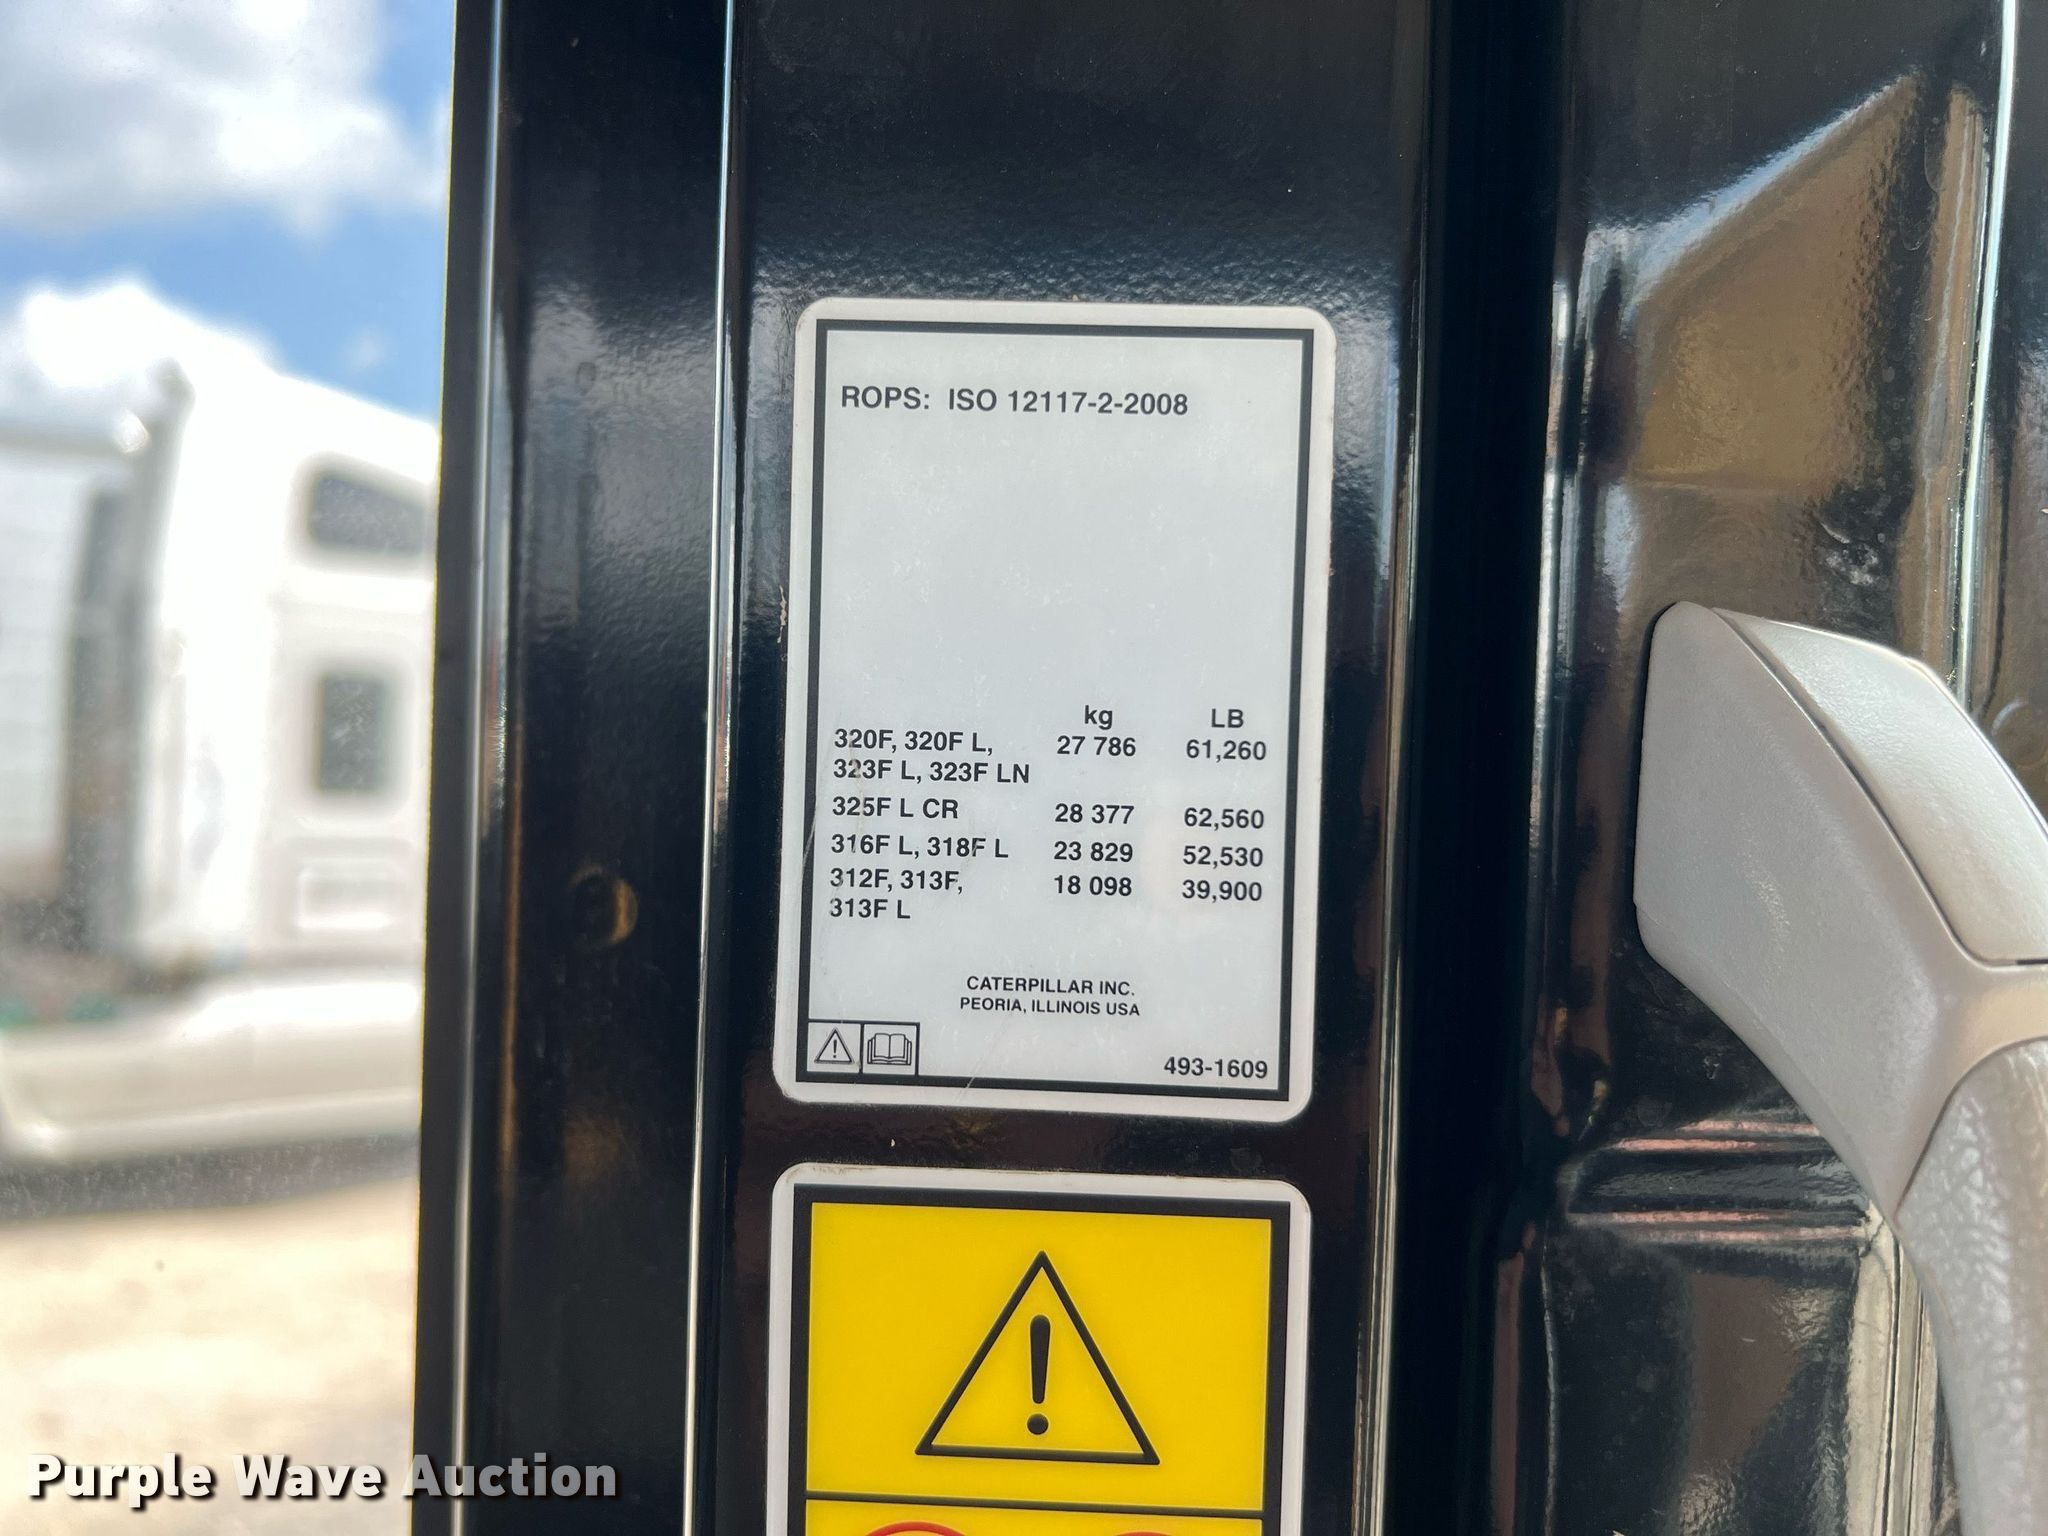 ROPS: ISO 12117-2-2008
kg LB
320F, 320F L, 27 786 61,260
323F L, 323F LN
325F L CR 28 377 62,560
316F L, 318F L 23 829 52,530
312F, 313F, 18 098 39,900
313F L
CATERPILLAR INC.
PEORIA, ILLINOIS USA
493-1609
Purple Wave Auction